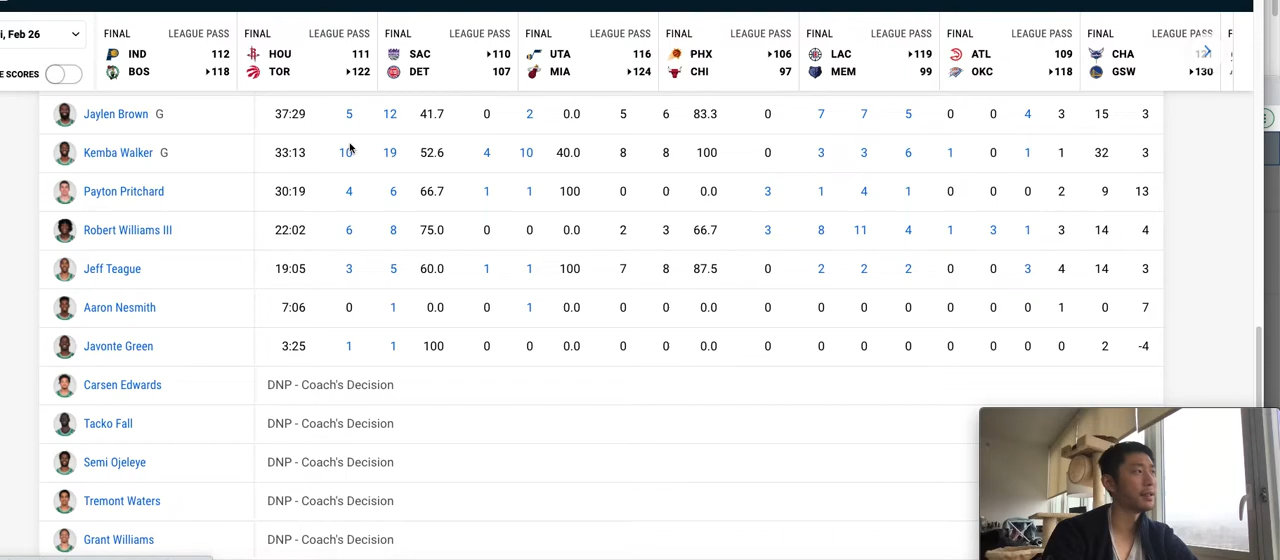 i, Feb 26
E SCORES
FINAL LEAGUE PASS
IND 112
BOS 118
FINAL LEAGUE PASS
HOU 111
TOR 122
FINAL LEAGUE PASS
SAC 110
DET 107
FINAL LEAGUE PASS
UTA 116
MIA 124
FINAL LEAGUE PASS
PHX 106
CHI 97
FINAL LEAGUE PASS
LAC 119
MEM 99
FINAL LEAGUE PASS
ATL 109
OKC 118
FINAL LEAGUE PASS
CHA
GSW 130
Jaylen Brown G 37:29 5 12 41.7 0 2 0.0 5 6 83.3 0 7 7 5 0 0 4 3 15 3
Kemba Walker G 33:13 10 19 52.6 4 10 40.0 8 8 100 0 3 3 6 1 0 1 1 32 3
Payton Pritchard 30:19 4 6 66.7 1 1 100 0 0 0.0 3 1 4 1 0 0 0 2 9 13
Robert Williams III 22:02 6 8 75.0 0 0 0.0 2 3 66.7 3 8 11 4 1 3 1 3 14 4
Jeff Teague 19:05 3 5 60.0 1 1 100 7 8 87.5 0 2 2 2 0 0 3 4 14 3
Aaron Nesmith 7:06 0 1 0.0 0 1 0.0 0 0 0.0 0 0 0 0 0 0 0 1 0 7
Javonte Green 3:25 1 1 100 0 0 0.0 0 0 0.0 0 0 0 0 0 0 0 0 2 -4
Carsen Edwards DNP - Coach's Decision
Tacko Fall DNP - Coach's Decision
Semi Ojeleye DNP - Coach's Decision
Tremont Waters DNP - Coach's Decision
Grant Williams DNP - Coach's Decision